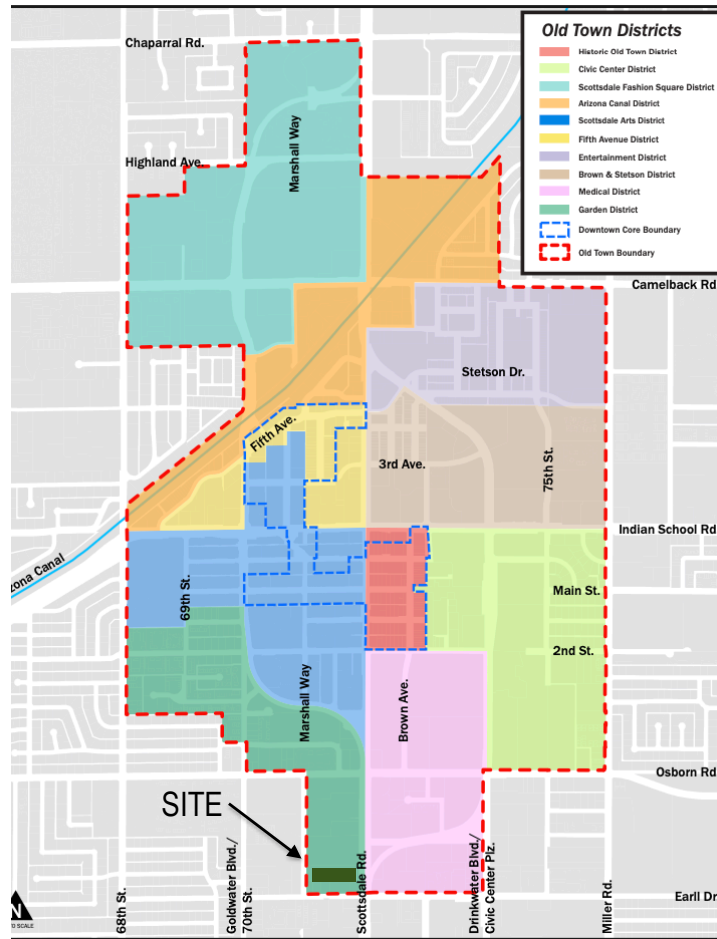 Old Town Districts
Historic Old Town District
Civic Center District
Scottsdale Fashion Square District
Arizona Canal District
Scottsdale Arts District
Fifth Avenue District
Entertainment District
Brown & Stetson District
Medical District
Garden District
Downtown Core Boundary
Old Town Boundary
Chaparral Rd.
Marshall Way
Highland Ave.
Camelback Rd
Stetson Dr.
Fifth Ave.
3rd Ave.
75th St.
Indian School Rd
zona Canal
69th St.
Main St.
2nd St.
Marshall Way
Brown Ave.
Osborn Rd
SITE
68th St.
Goldwater Blvd./
70th St.
Scottsdale Rd.
Drinkwater Blvd./
Civic Center Plz.
Miller Rd.
Earll Dr
N
TO SCALE